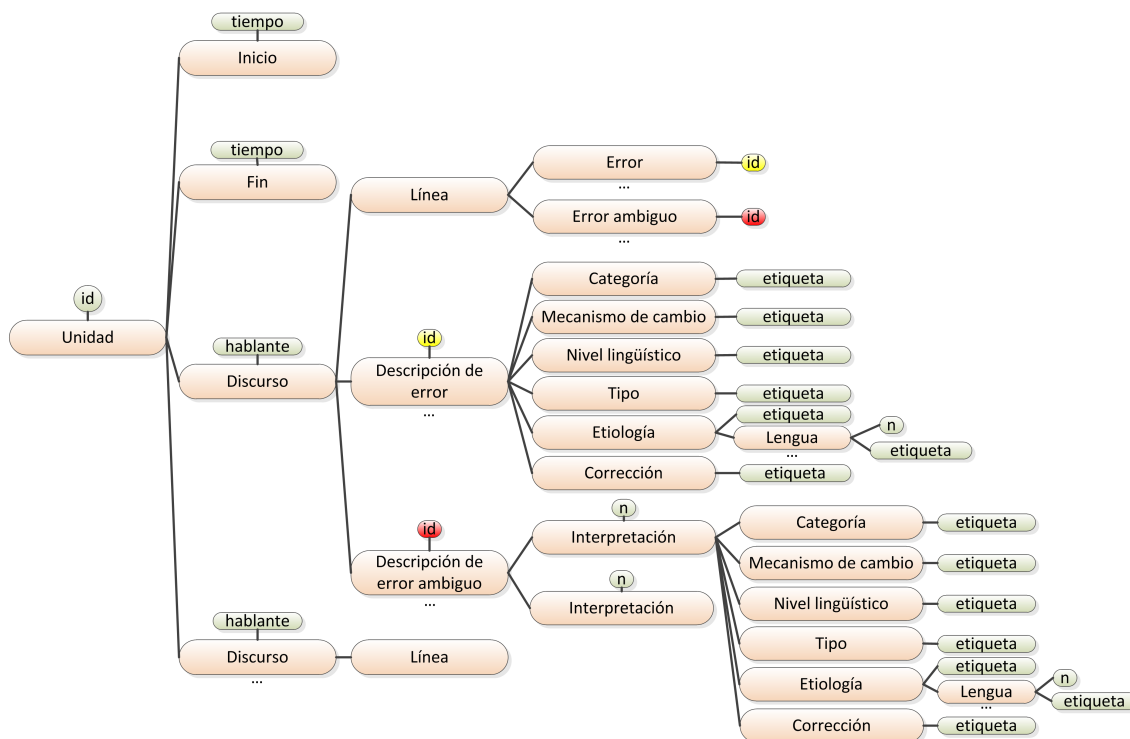 tiempo
Inicio
tiempo
Fin
id
Unidad
hablante
Discurso
Línea
Error
id
...
Error ambiguo
id
...
id
Descripción de
error
...
Categoría
etiqueta
Mecanismo de cambio
etiqueta
Nivel lingüístico
etiqueta
Tipo
etiqueta
Etiología
etiqueta
Lengua
...
n
etiqueta
Corrección
etiqueta
id
Descripción de
error ambiguo
...
n
Interpretación
n
Interpretación
Categoría
etiqueta
Mecanismo de cambio
etiqueta
Nivel lingüístico
etiqueta
Tipo
etiqueta
Etiología
etiqueta
Lengua
...
n
etiqueta
Corrección
etiqueta
hablante
Discurso
...
Línea